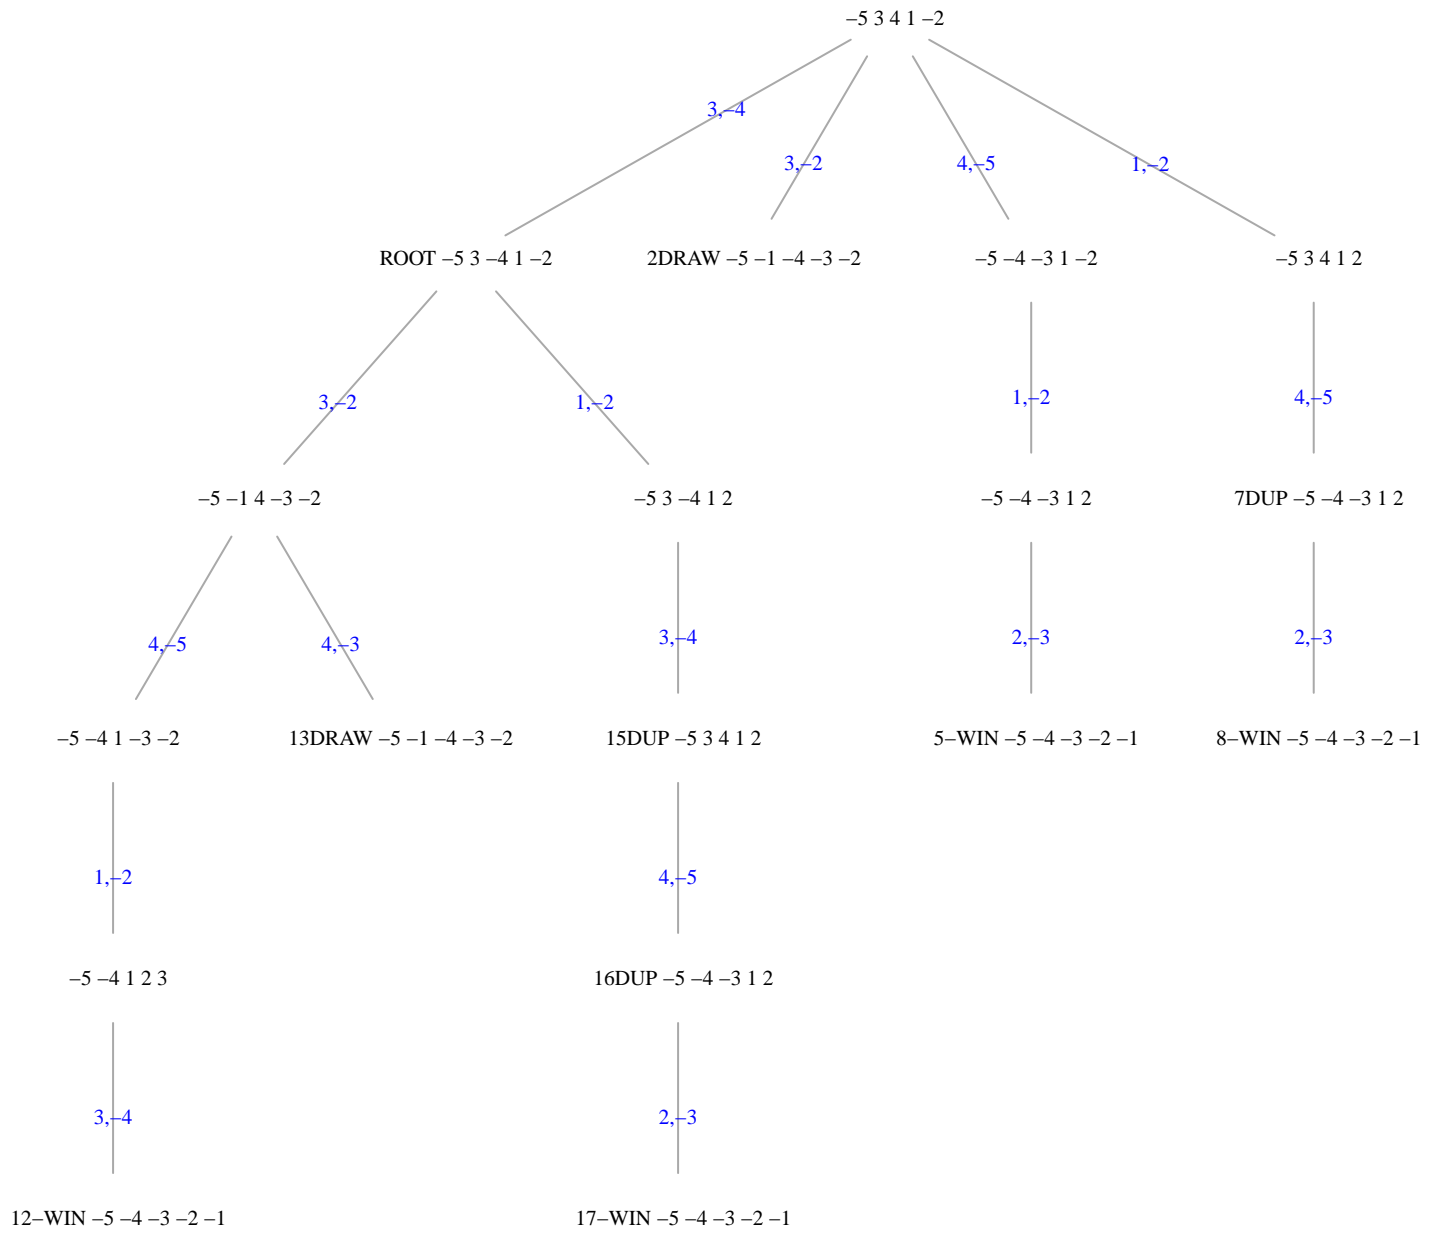 −5 3 4 1 −2
3,−4
3,−2
4,−5
1,−2
ROOT −5 3 −4 1 −2
2DRAW −5 −1 −4 −3 −2
−5 −4 −3 1 −2
−5 3 4 1 2
3,−2
1,−2
1,−2
4,−5
−5 −1 4 −3 −2
−5 3 −4 1 2
−5 −4 −3 1 2
7DUP −5 −4 −3 1 2
4,−5
4,−3
3,−4
2,−3
2,−3
−5 −4 1 −3 −2
13DRAW −5 −1 −4 −3 −2
15DUP −5 3 4 1 2
5−WIN −5 −4 −3 −2 −1
8−WIN −5 −4 −3 −2 −1
1,−2
4,−5
−5 −4 1 2 3
16DUP −5 −4 −3 1 2
3,−4
2,−3
12−WIN −5 −4 −3 −2 −1
17−WIN −5 −4 −3 −2 −1